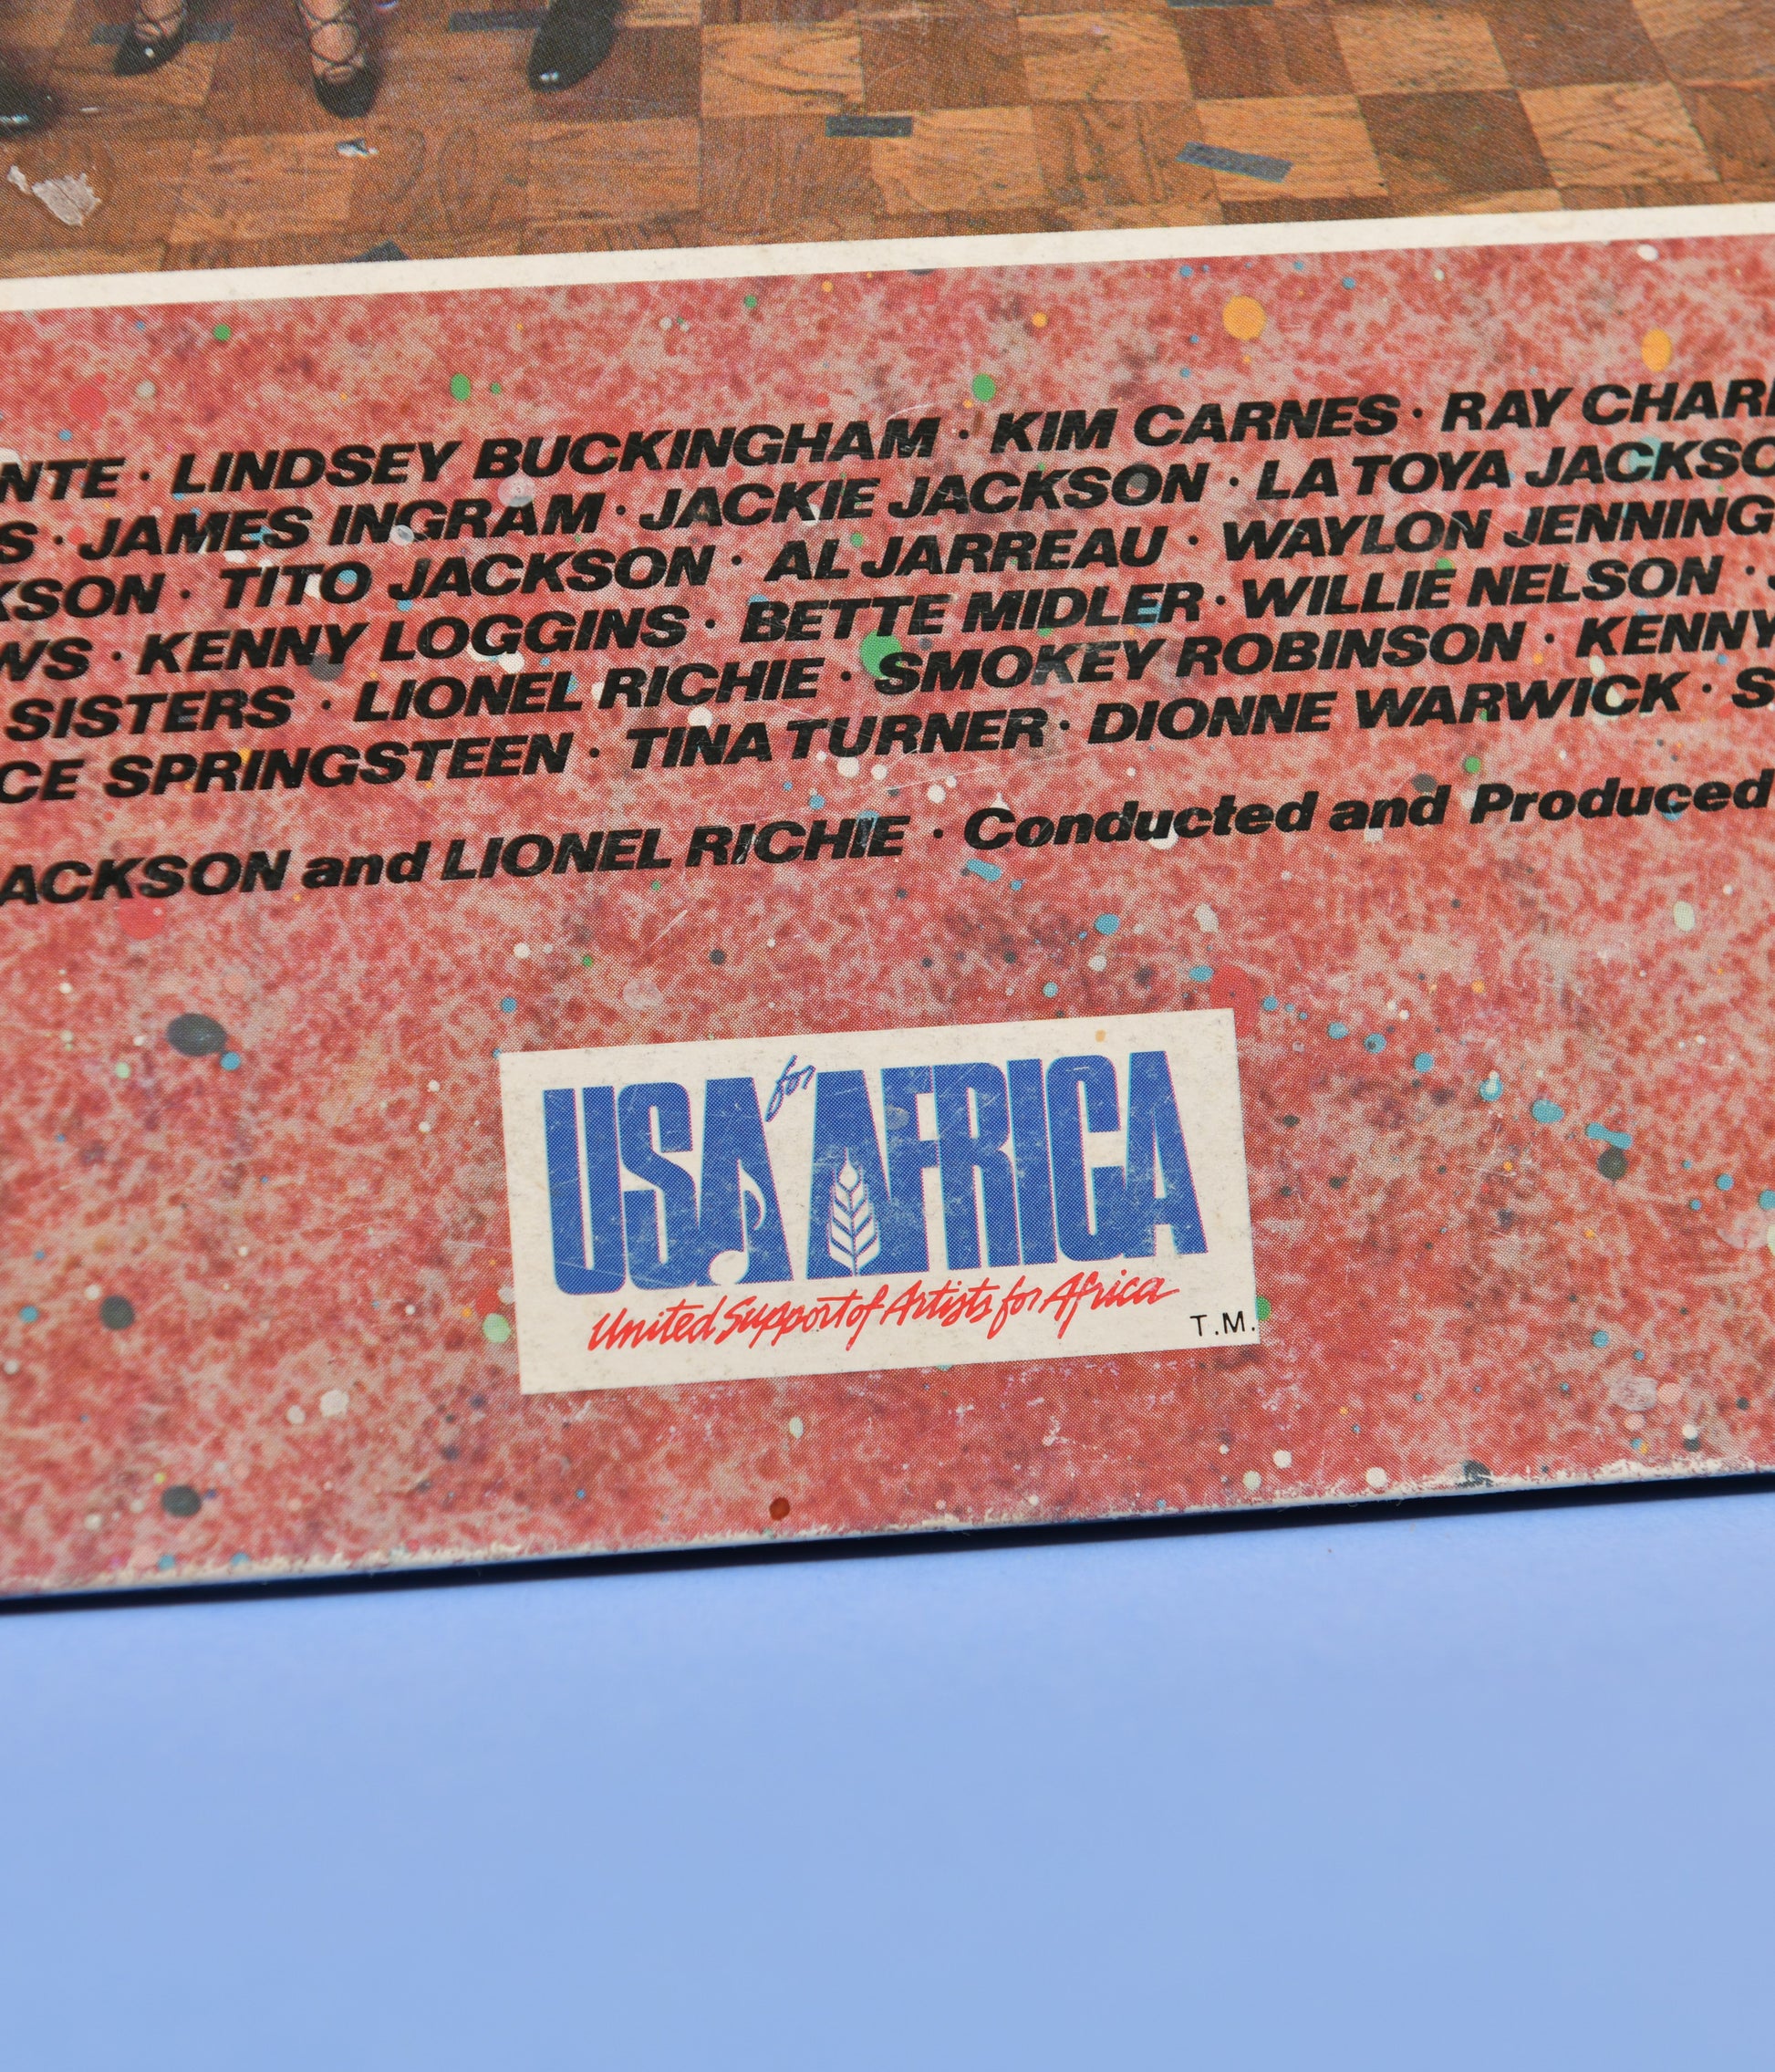 NTE · LINDSEY BUCKINGHAM · KIM CARNES · RAY CHARL
S · JAMES INGRAM · JACKIE JACKSON · LA TOYA JACKSO
KSON · TITO JACKSON · AL JARREAU · WAYLON JENNING
WS · KENNY LOGGINS · BETTE MIDLER · WILLIE NELSON · J
SISTERS · LIONEL RICHIE · SMOKEY ROBINSON · KENNY
CE SPRINGSTEEN · TINA TURNER · DIONNE WARWICK · S
ACKSON and LIONEL RICHIE · Conducted and Produced
USA for AFRICA
United Support of Artists for Africa
T.M.